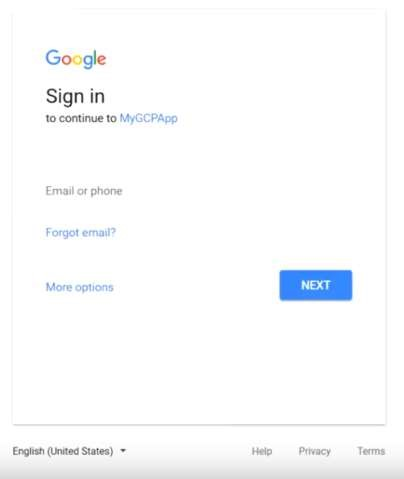 Google
Sign in
to continue to MyGCPApp
Email or phone
Forgot email?
More options
NEXT
English (United States)
Help
Privacy
Terms